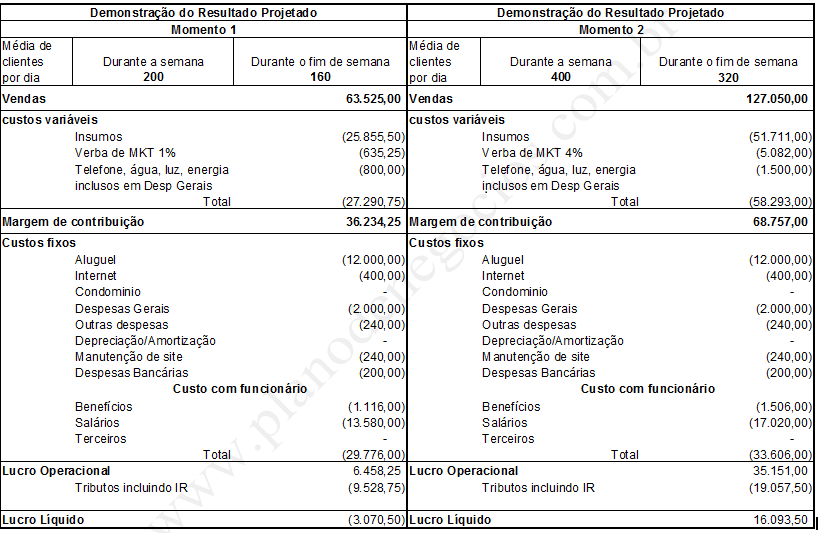 Demonstração do Resultado Projetado
Momento 1
Média de clientes por dia
Durante a semana
200
Durante o fim de semana
160
Vendas 63.525,00
custos variáveis
Insumos (25.855,50)
Verba de MKT 1% (635,25)
Telefone, água, luz, energia (800,00)
inclusos em Desp Gerais
Total (27.290,75)
Margem de contribuição 36.234,25
Custos fixos
Aluguel (12.000,00)
Internet (400,00)
Condominio -
Despesas Gerais (2.000,00)
Outras despesas (240,00)
Depreciação/Amortização -
Manutenção de site (240,00)
Despesas Bancárias (200,00)
Custo com funcionário
Benefícios (1.116,00)
Salários (13.580,00)
Terceiros -
Total (29.776,00)
Lucro Operacional 6.458,25
Tributos incluindo IR (9.528,75)
Lucro Líquido (3.070,50)
Demonstração do Resultado Projetado
Momento 2
Média de clientes por dia
Durante a semana
400
Durante o fim de semana
320
Vendas 127.050,00
custos variáveis
Insumos (51.711,00)
Verba de MKT 4% (5.082,00)
Telefone, água, luz, energia (1.500,00)
inclusos em Desp Gerais
Total (58.293,00)
Margem de contribuição 68.757,00
Custos fixos
Aluguel (12.000,00)
Internet (400,00)
Condominio -
Despesas Gerais (2.000,00)
Outras despesas (240,00)
Depreciação/Amortização -
Manutenção de site (240,00)
Despesas Bancárias (200,00)
Custo com funcionário
Benefícios (1.506,00)
Salários (17.020,00)
Terceiros -
Total (33.606,00)
Lucro Operacional 35.151,00
Tributos incluindo IR (19.057,50)
Lucro Líquido 16.093,50